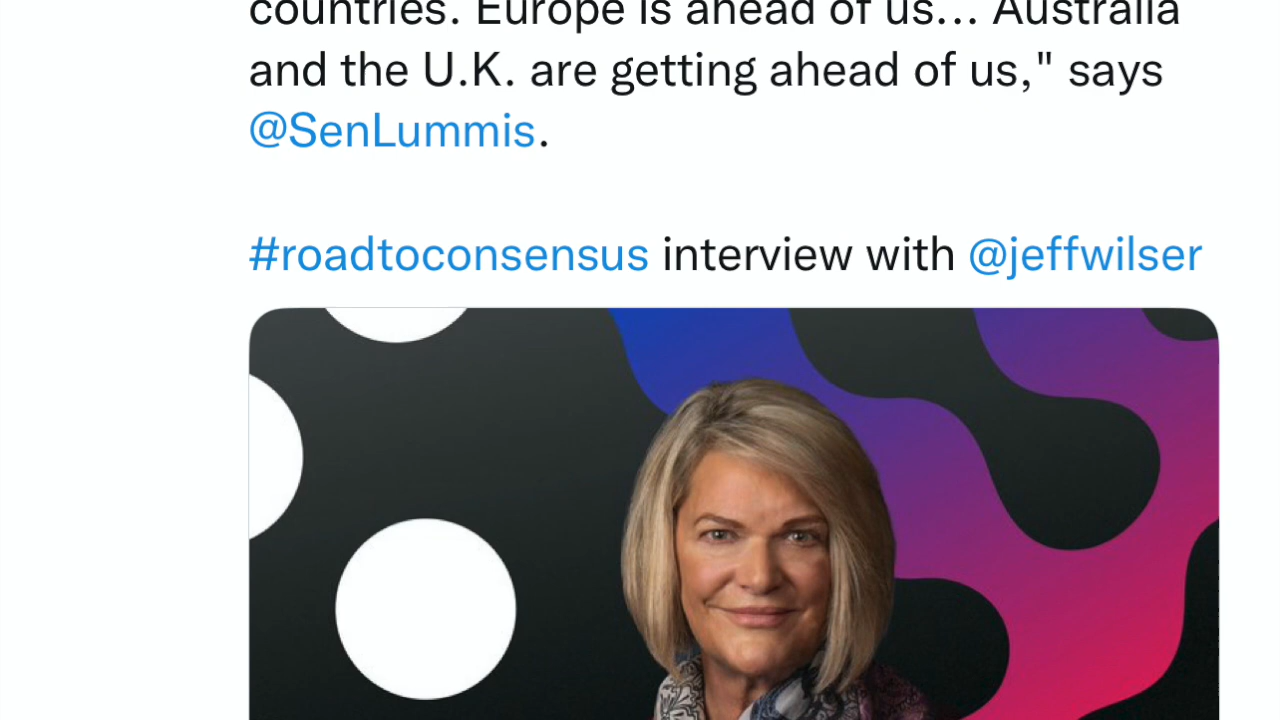 countries. Europe is ahead of us... Australia
and the U.K. are getting ahead of us," says
@SenLummis.
#roadtoconsensus interview with @jeffwilser